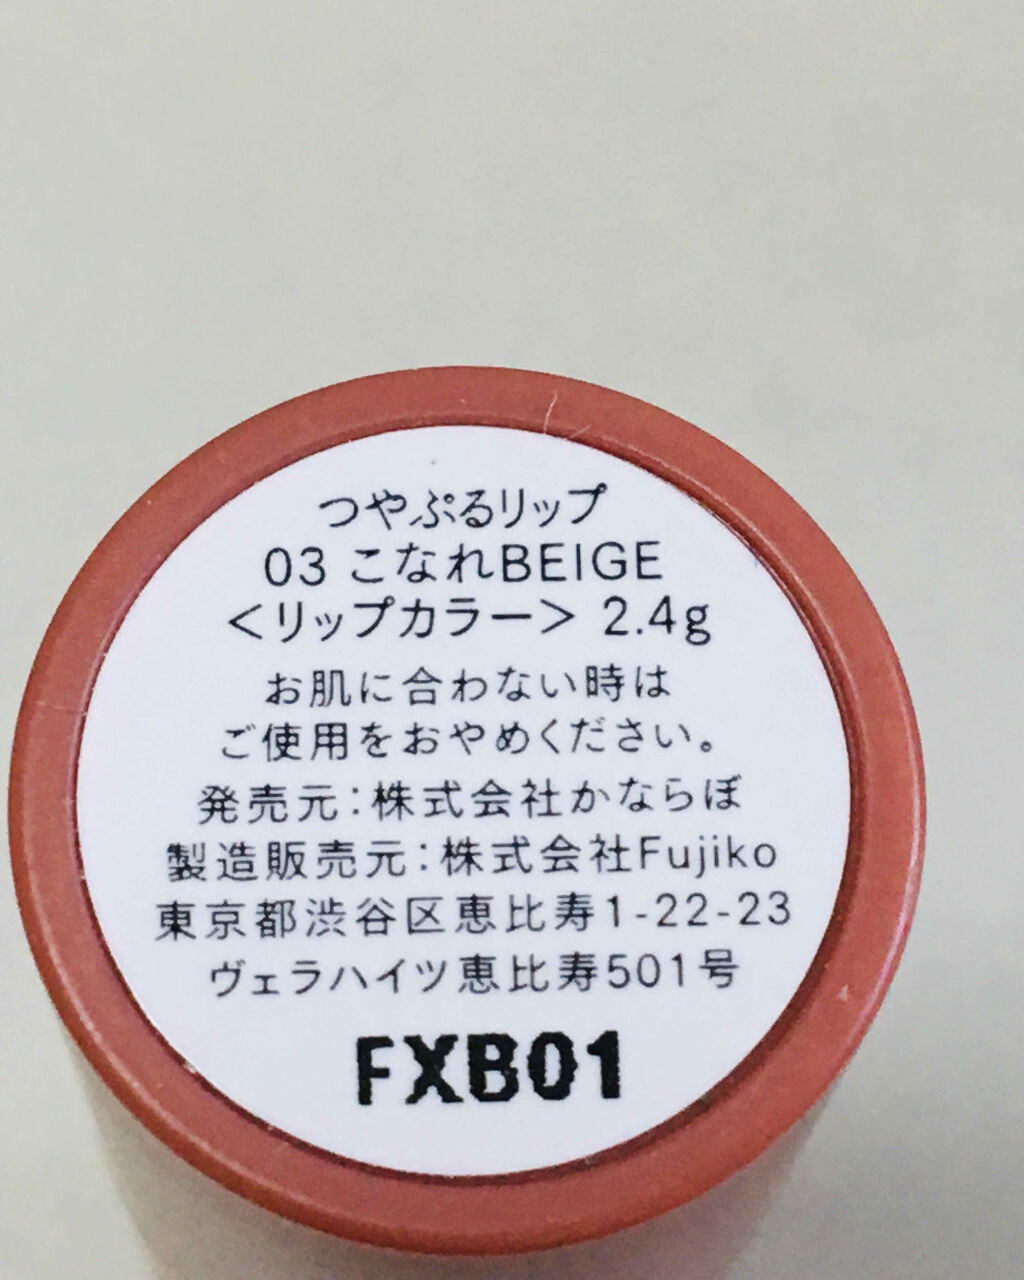 つやぷるリップ
03 こなれBEIGE
<リップカラー> 2.4g
お肌に合わない時は
ご使用をおやめください。
発売元:株式会社かならぼ
製造販売元:株式会社Fujiko
東京都渋谷区恵比寿1-22-23
ヴェラハイツ恵比寿501号
FXB01